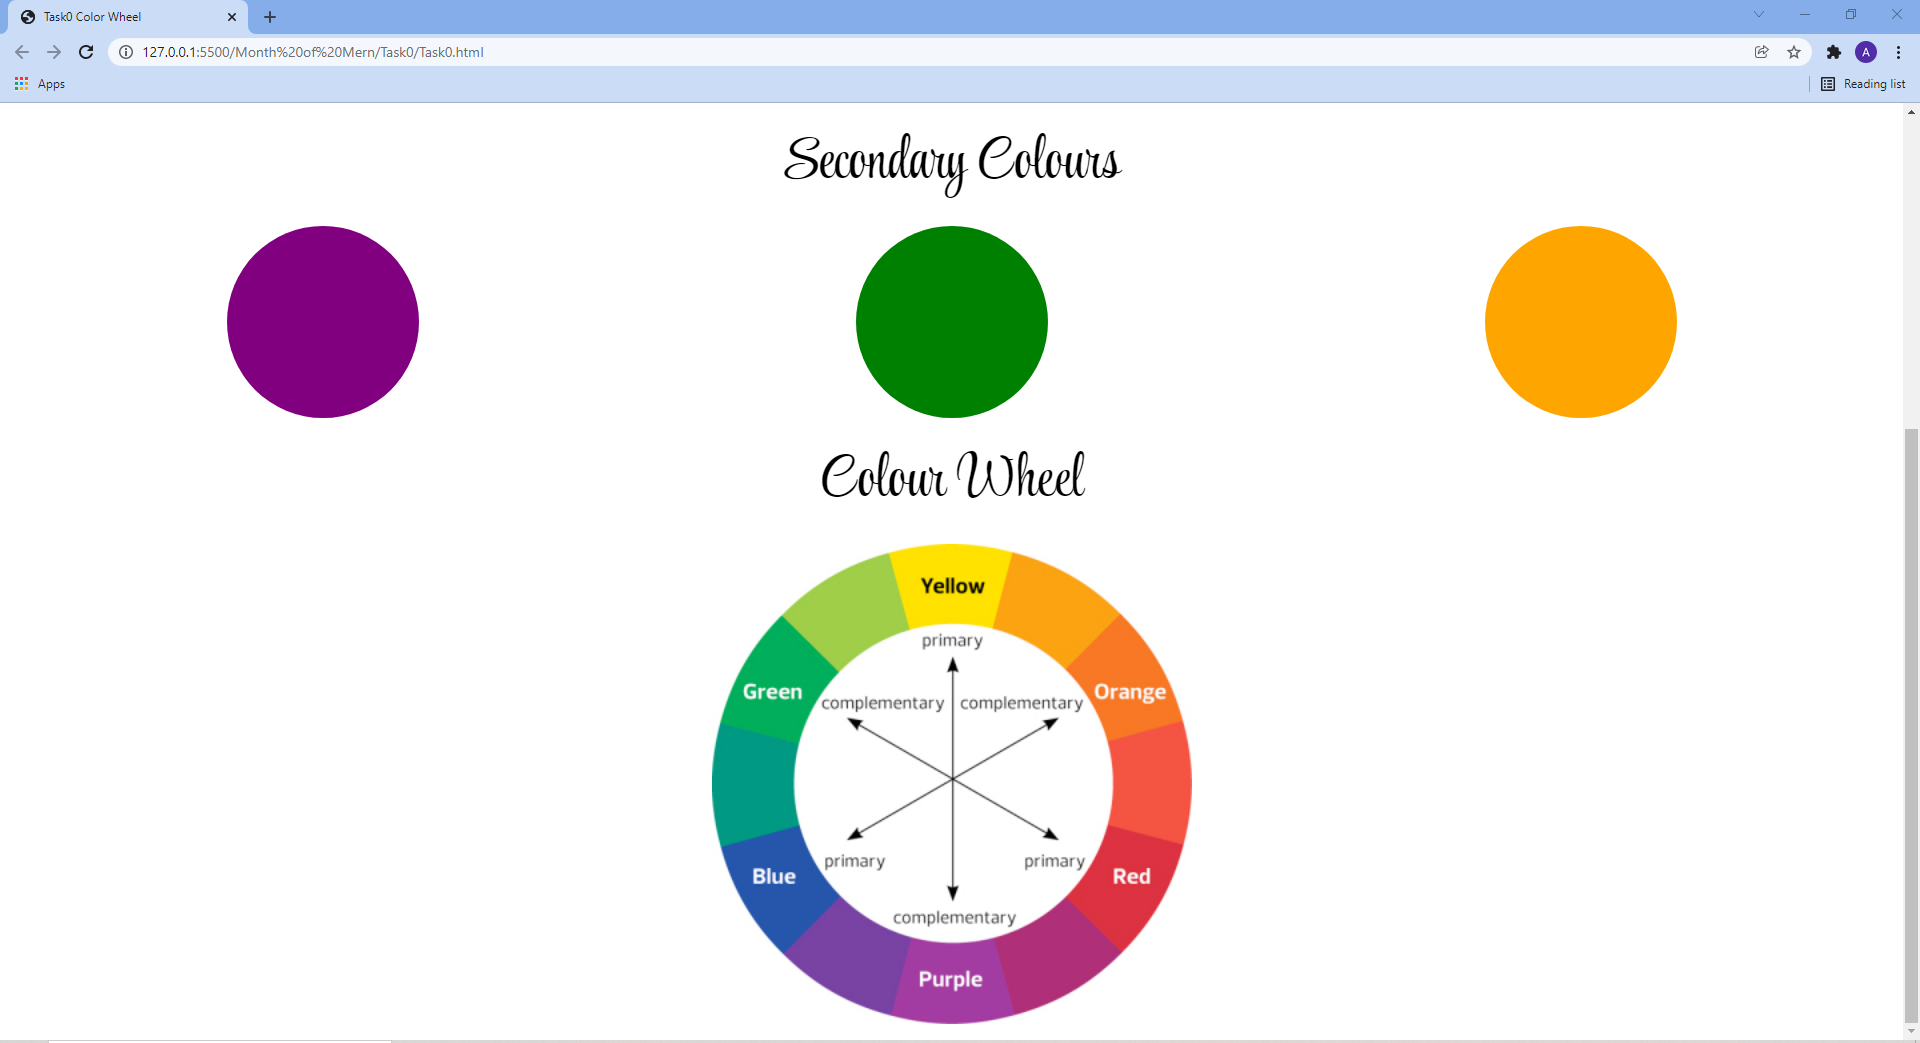 Task0 Color Wheel
127.0.0.1:5500/Month%20of%20Mern/Task0/Task0.html
A
Apps
Reading list
Secondary Colours
Colour Wheel
Yellow
primary
Green
complementary complementary
Orange
primary
primary
Blue
Red
complementary
Purple